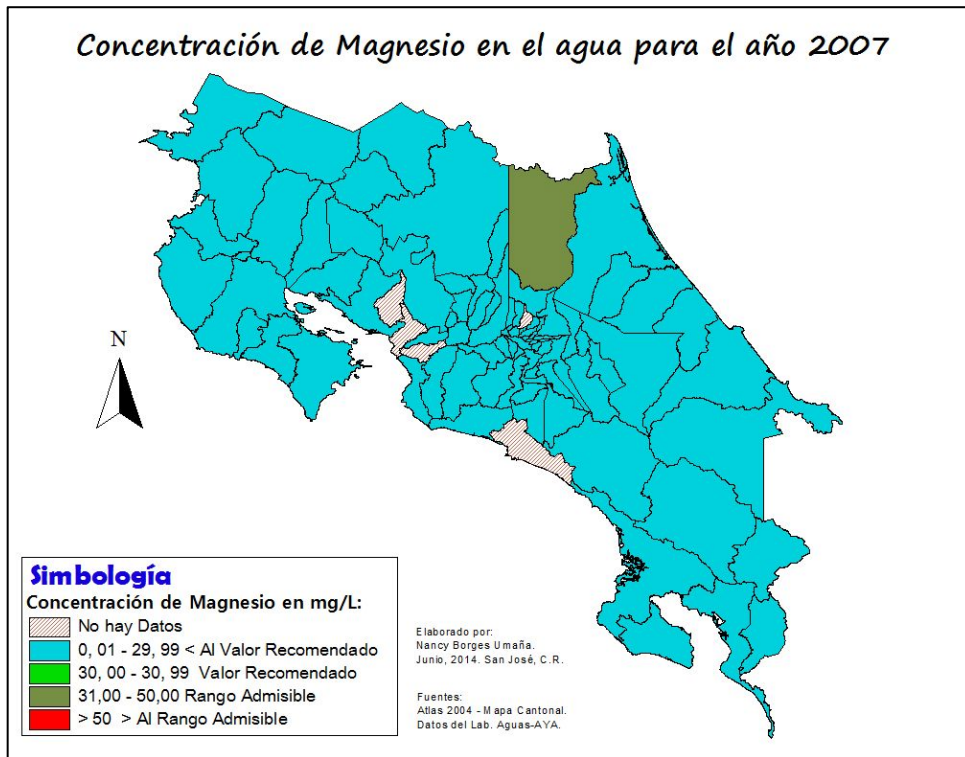 Concentración de Magnesio en el agua para el año 2007
N
Simbología
Concentración de Magnesio en mg/L:
No hay Datos
0, 01 - 29, 99 < Al Valor Recomendado
30, 00 - 30, 99 Valor Recomendado
31,00 - 50,00 Rango Admisible
> 50 > Al Rango Admisible
Elaborado por:
Nancy Borges Umaña.
Junio, 2014. San José, C.R.
Fuentes:
Atlas 2004 - Mapa Cantonal.
Datos del Lab. Aguas-AYA.